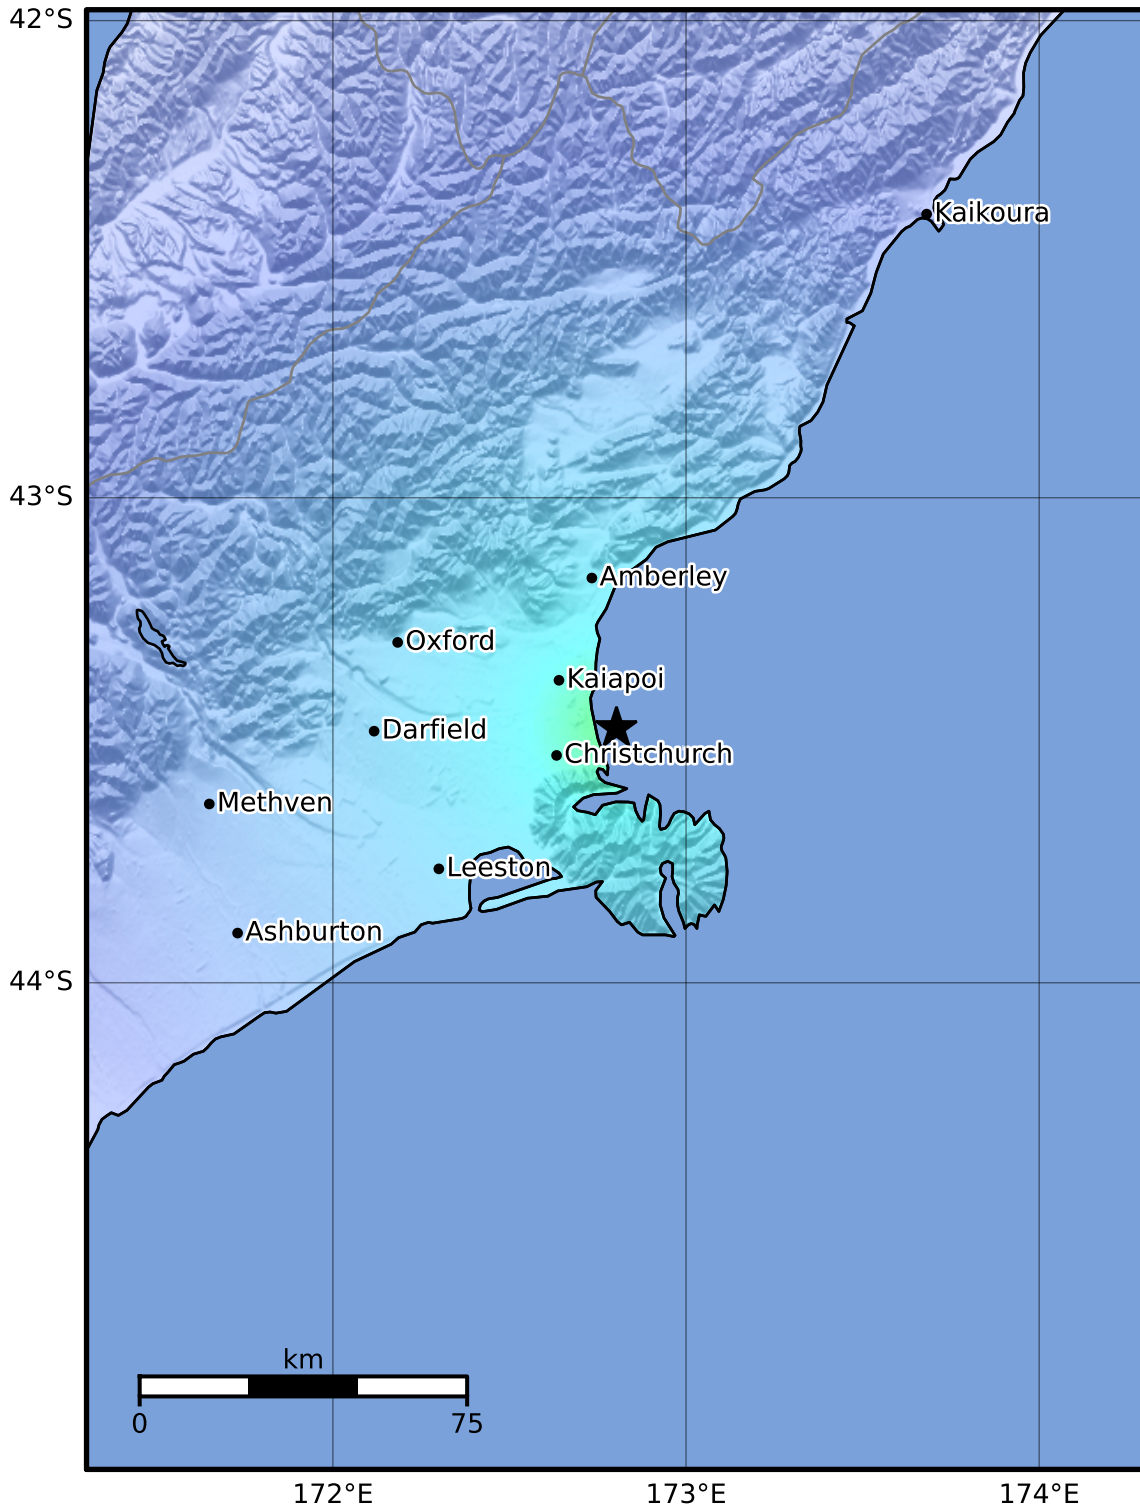 42°S
Kaikoura
43°S
Amberley
Oxford
Kaiapoi
Darfield
Christchurch
Methven
Leeston
Ashburton
44°S
km
0 75
172°E 173°E 174°E